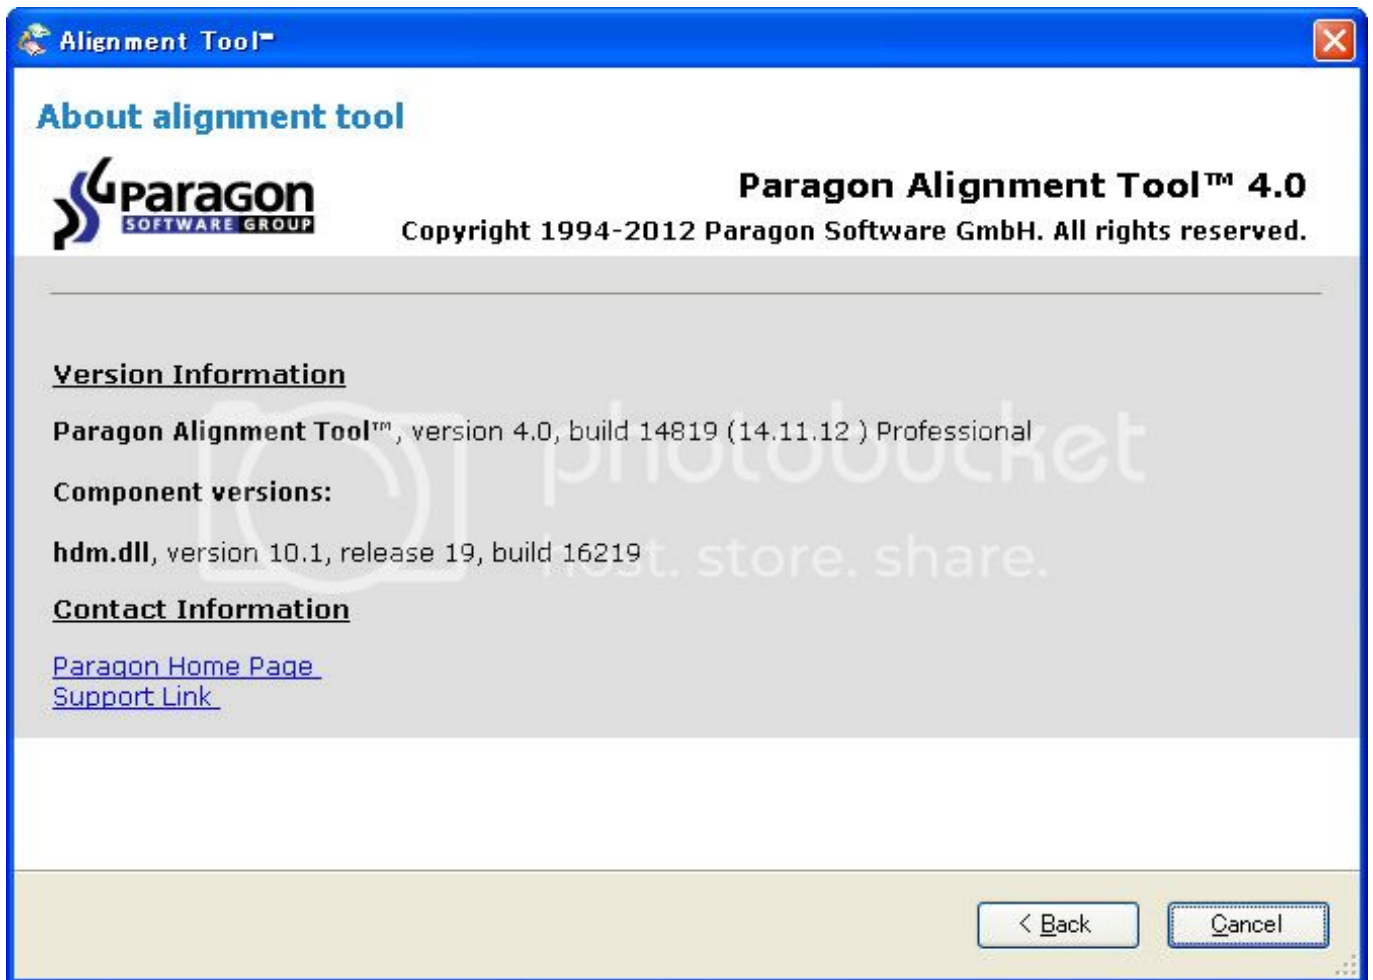 Alignment Tool™
About alignment tool
Paragon
SOFTWARE GROUP
Paragon Alignment Tool™ 4.0
Copyright 1994-2012 Paragon Software GmbH. All rights reserved.
Version Information
Paragon Alignment Tool™, version 4.0, build 14819 (14.11.12 ) Professional
photobucket
Component versions:
hdm.dll, version 10.1, release 19, build 16219
host. store. share.
Contact Information
Paragon Home Page
Support Link
< Back
Cancel